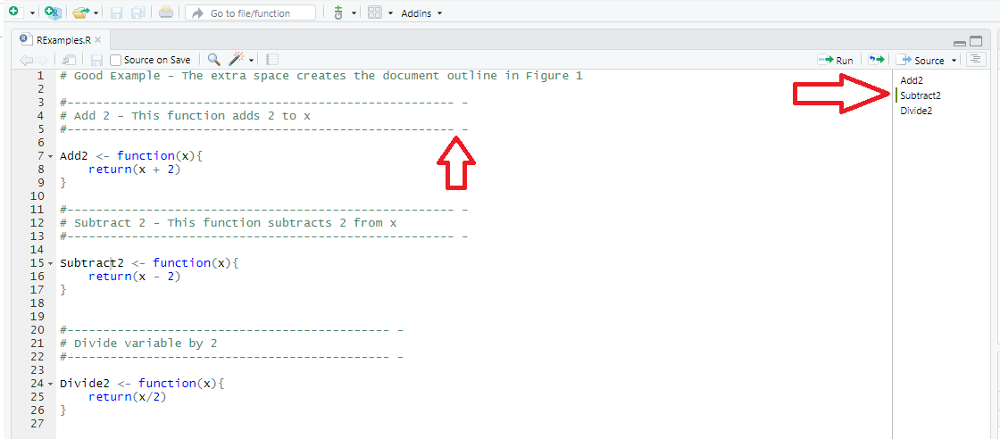 Go to file/function
Addins
RExamples.R
Source on Save
Run
Source
1 # Good Example - The extra space creates the document outline in Figure 1
2
3 #------------------------------------------------------ -
4 # Add 2 - This function adds 2 to x
5 #------------------------------------------------------ -
6
7 Add2 <- function(x){
8 return(x + 2)
9 }
10
11 #------------------------------------------------------ -
12 # Subtract 2 - This function subtracts 2 from x
13 #------------------------------------------------------ -
14
15 Subtract2 <- function(x){
16 return(x - 2)
17 }
18
19
20 #--------------------------------------------- -
21 # Divide variable by 2
22 #--------------------------------------------- -
23
24 Divide2 <- function(x){
25 return(x/2)
26 }
27
Add2
Subtract2
Divide2